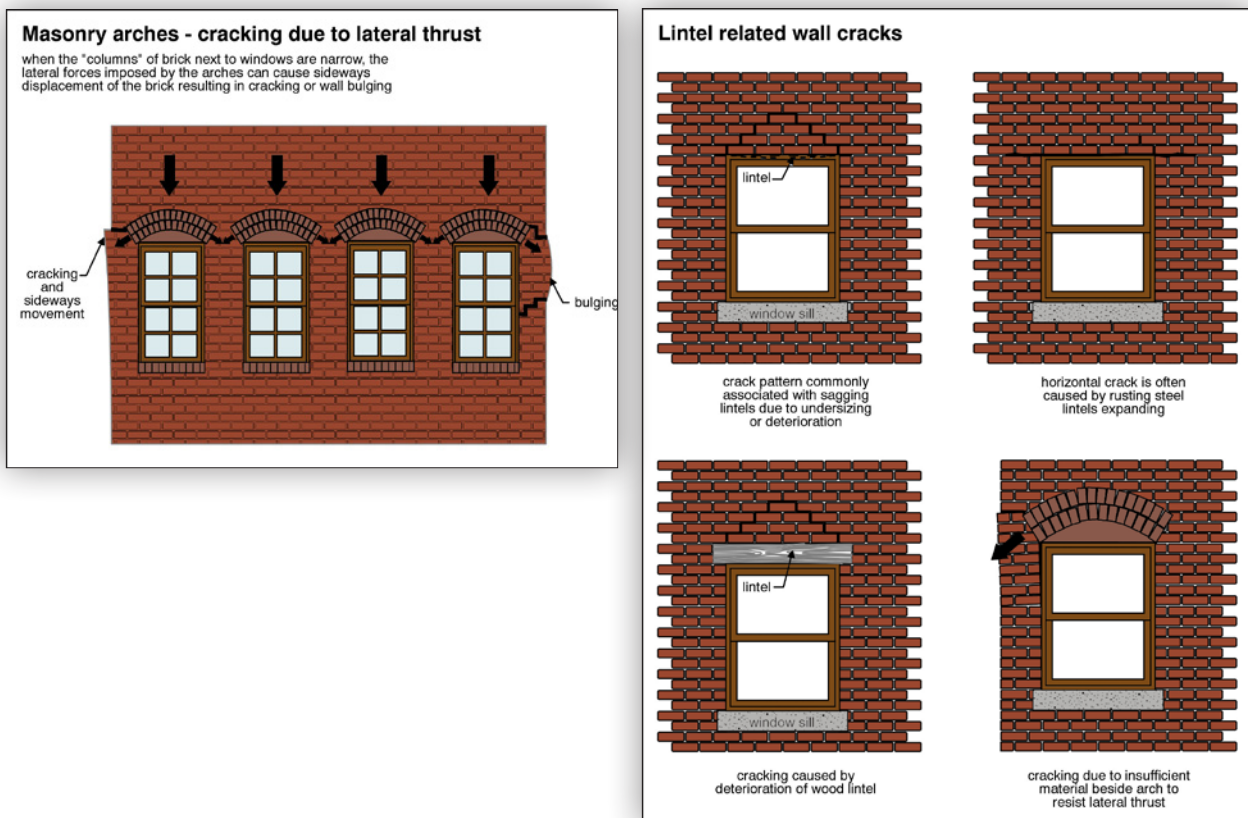 Masonry arches - cracking due to lateral thrust
when the "columns" of brick next to windows are narrow, the
lateral forces imposed by the arches can cause sideways
displacement of the brick resulting in cracking or wall bulging
cracking
and
sideways
movement
bulging
Lintel related wall cracks
lintel
window sill
crack pattern commonly
associated with sagging
lintels due to undersizing
or deterioration
horizontal crack is often
caused by rusting steel
lintels expanding
lintel
window sill
cracking caused by
deterioration of wood lintel
cracking due to insufficient
material beside arch to
resist lateral thrust